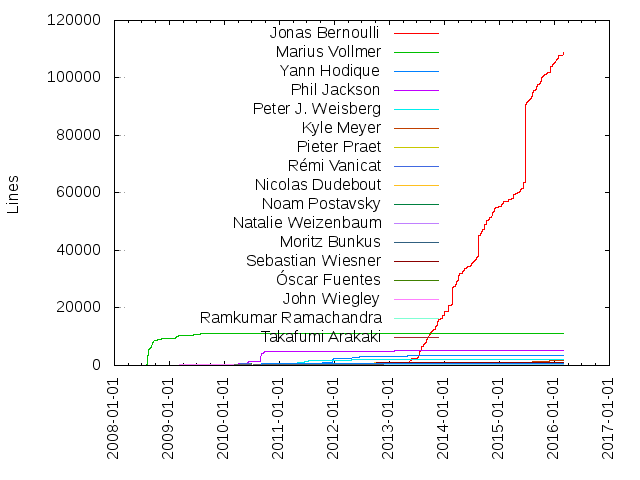 120000
100000
80000
60000
40000
20000
0
Lines
Jonas Bernoulli
Marius Vollmer
Yann Hodique
Phil Jackson
Peter J. Weisberg
Kyle Meyer
Pieter Praet
Rémi Vanicat
Nicolas Dudebout
Noam Postavsky
Natalie Weizenbaum
Moritz Bunkus
Sebastian Wiesner
Óscar Fuentes
John Wiegley
Ramkumar Ramachandra
Takafumi Arakaki
2008-01-01
2009-01-01
2010-01-01
2011-01-01
2012-01-01
2013-01-01
2014-01-01
2015-01-01
2016-01-01
2017-01-01